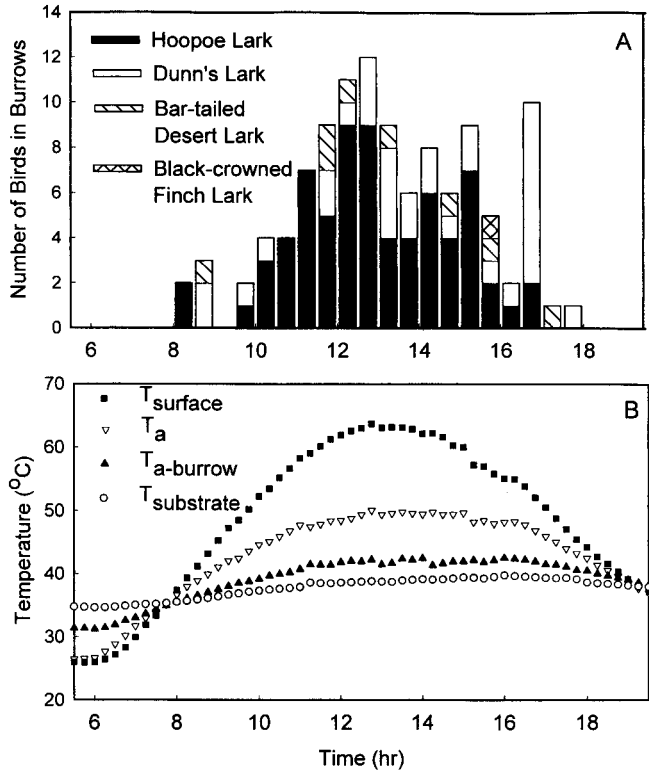 14
12
10
8
6
4
2
0
Number of Birds in Burrows
A
Hoopoe Lark
Dunn's Lark
Bar-tailed
Desert Lark
Black-crowned
Finch Lark
6 8 10 12 14 16 18
70
60
50
40
30
20
Temperature (°C)
B
Tsurface
Ta
Ta-burrow
Tsubstrate
6 8 10 12 14 16 18
Time (hr)